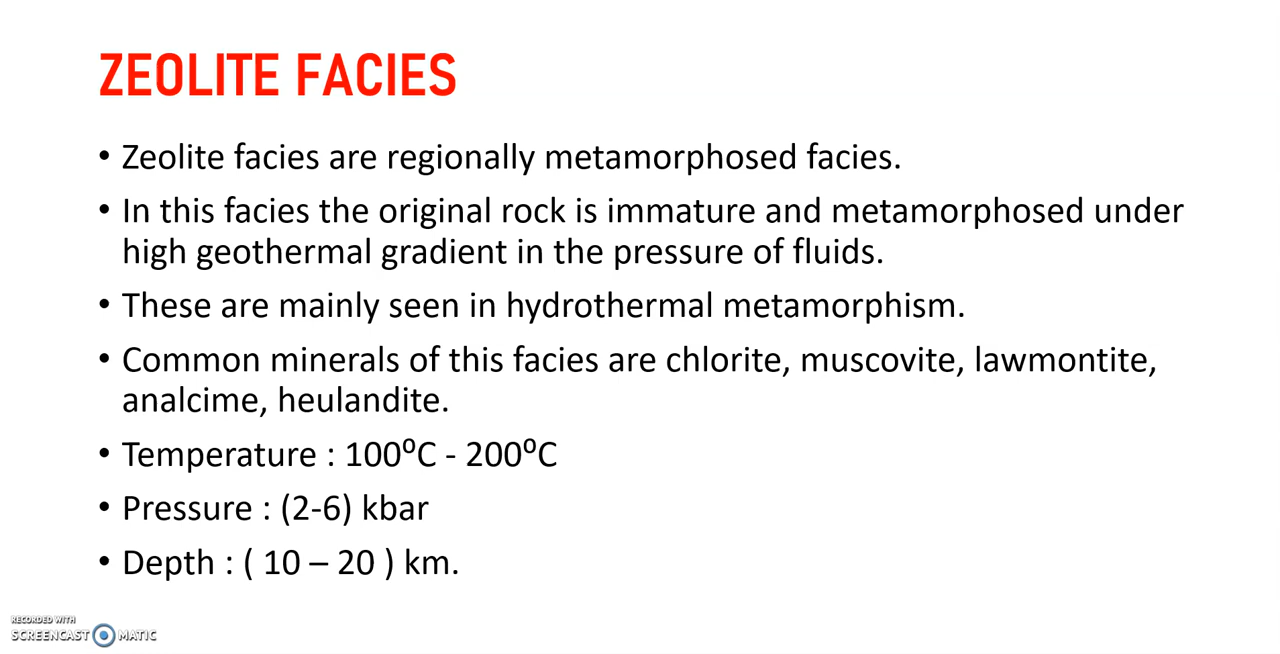 ZEOLITE FACIES
• Zeolite facies are regionally metamorphosed facies.
• In this facies the original rock is immature and metamorphosed under
high geothermal gradient in the pressure of fluids.
• These are mainly seen in hydrothermal metamorphism.
• Common minerals of this facies are chlorite, muscovite, lawmontite,
analcime, heulandite.
• Temperature : 100⁰C - 200⁰C
• Pressure : (2-6) kbar
• Depth : ( 10 – 20 ) km.
RECORDED WITH
SCREENCAST MATIC